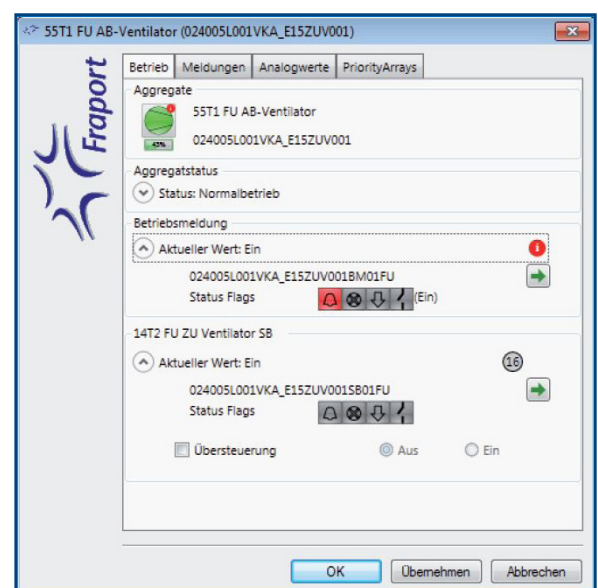 55T1 FU AB-Ventilator (024005L001VKA_E15ZUV001)
Fraport
Betrieb Meldungen Analogwerte PriorityArrays
Aggregate
55T1 FU AB-Ventilator
43%
024005L001VKA_E15ZUV001
Aggregatstatus
Status: Normalbetrieb
Betriebsmeldung
Aktueller Wert: Ein
024005L001VKA_E15ZUV001BM01FU
Status Flags (Ein)
14T2 FU ZU Ventilator SB
Aktueller Wert: Ein 16
024005L001VKA_E15ZUV001SB01FU
Status Flags
Übersteuerung Aus Ein
OK Übernehmen Abbrechen